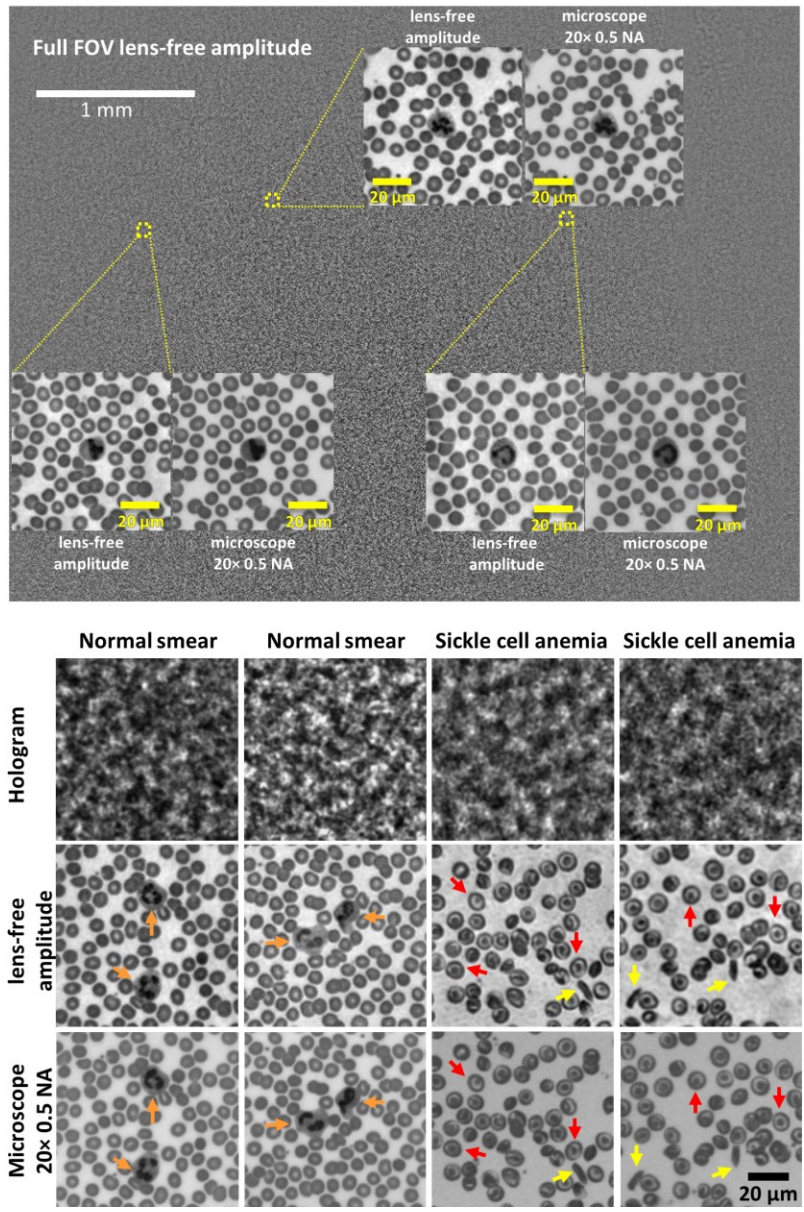 Full FOV lens-free amplitude
1 mm
lens-free
amplitude
microscope
20× 0.5 NA
20 µm
20 µm
20 µm
20 µm
20 µm
20 µm
lens-free
amplitude
microscope
20× 0.5 NA
lens-free
amplitude
microscope
20× 0.5 NA
Normal smear
Normal smear
Sickle cell anemia
Sickle cell anemia
Hologram
lens-free
amplitude
Microscope
20× 0.5 NA
20 µm